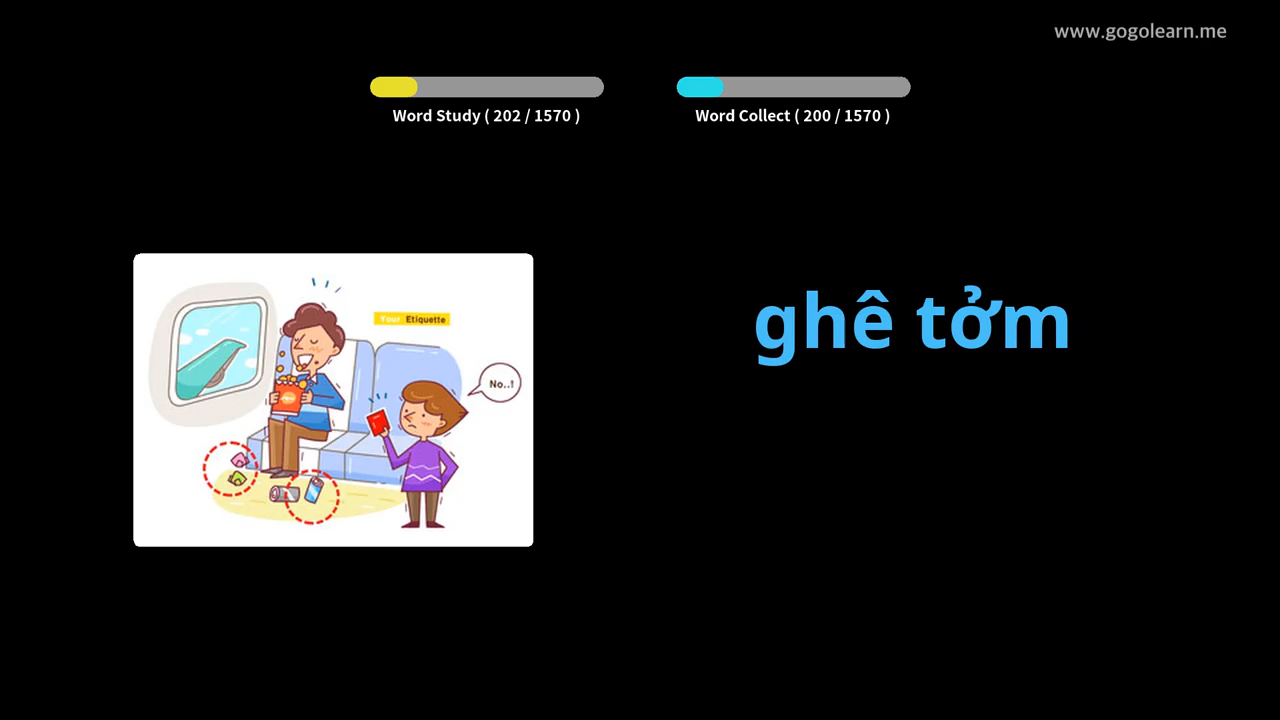 www.gogolearn.me
Word Study ( 202 / 1570 )
Word Collect ( 200 / 1570 )
Your Etiquette
No..!
ghê tởm